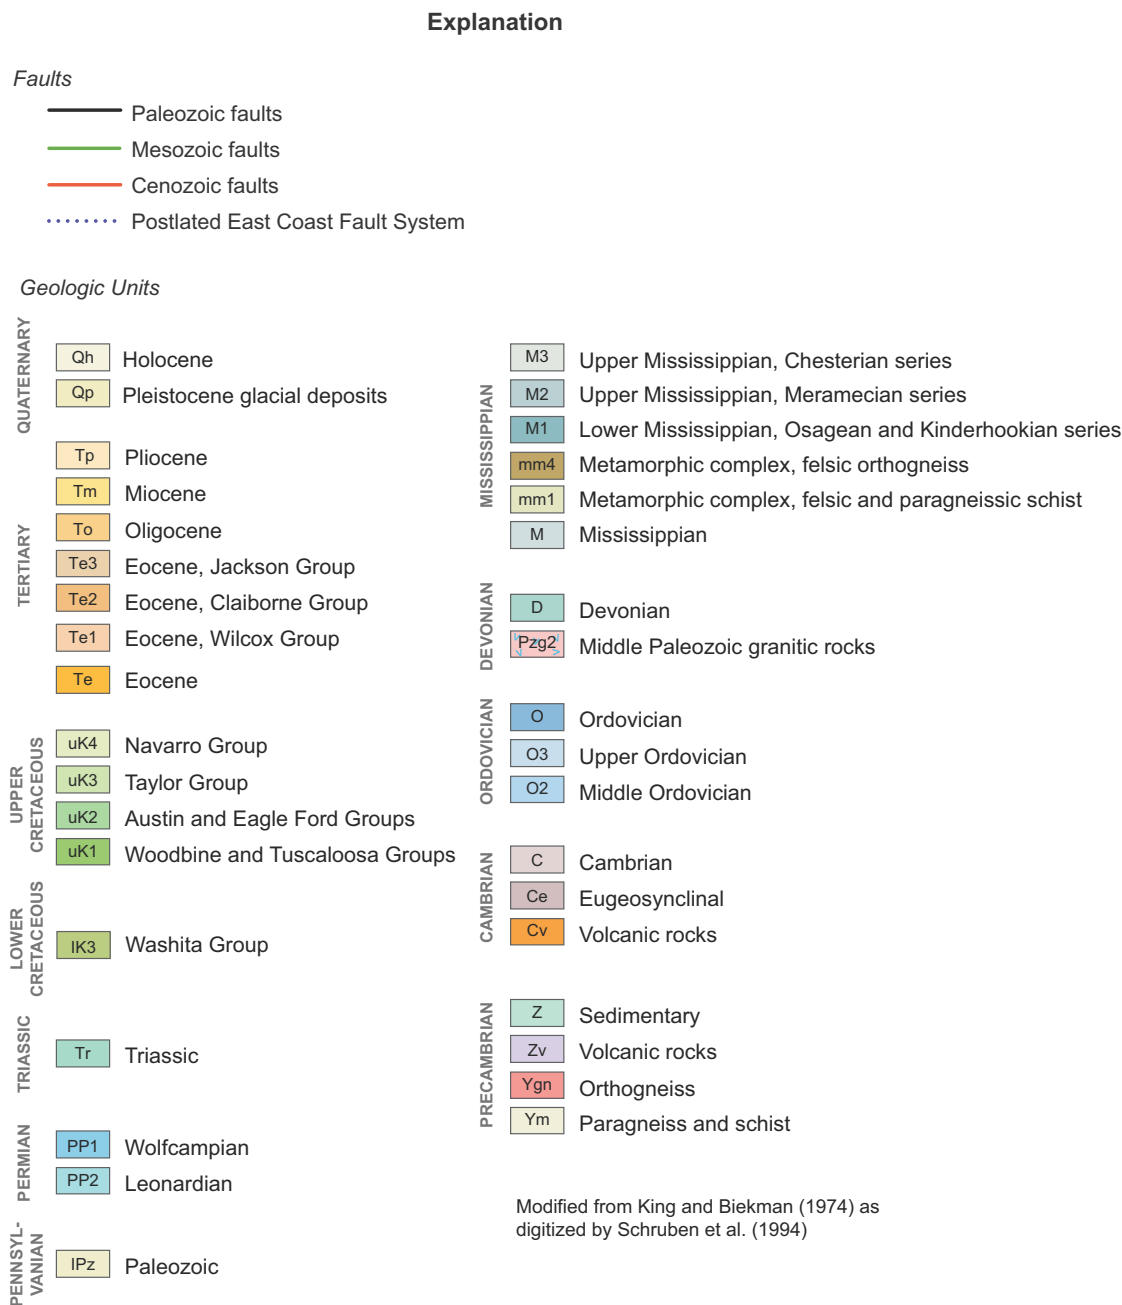 Explanation
Faults
Paleozoic faults
Mesozoic faults
Cenozoic faults
Postlated East Coast Fault System
Geologic Units
QUATERNARY
Qh Holocene
Qp Pleistocene glacial deposits
TERTIARY
Tp Pliocene
Tm Miocene
To Oligocene
Te3 Eocene, Jackson Group
Te2 Eocene, Claiborne Group
Te1 Eocene, Wilcox Group
Te Eocene
UPPER
CRETACEOUS
uK4 Navarro Group
uK3 Taylor Group
uK2 Austin and Eagle Ford Groups
uK1 Woodbine and Tuscaloosa Groups
LOWER
CRETACEOUS
lK3 Washita Group
TRIASSIC
Tr Triassic
PERMIAN
PP1 Wolfcampian
PP2 Leonardian
PENNSYL-
VANIAN
IPz Paleozoic
MISSISSIPPIAN
M3 Upper Mississippian, Chesterian series
M2 Upper Mississippian, Meramecian series
M1 Lower Mississippian, Osagean and Kinderhookian series
mm4 Metamorphic complex, felsic orthogneiss
mm1 Metamorphic complex, felsic and paragneissic schist
M Mississippian
DEVONIAN
D Devonian
Pzg2 Middle Paleozoic granitic rocks
ORDOVICIAN
O Ordovician
O3 Upper Ordovician
O2 Middle Ordovician
CAMBRIAN
C Cambrian
Ce Eugeosynclinal
Cv Volcanic rocks
PRECAMBRIAN
Z Sedimentary
Zv Volcanic rocks
Ygn Orthogneiss
Ym Paragneiss and schist
Modified from King and Biekman (1974) as
digitized by Schruben et al. (1994)